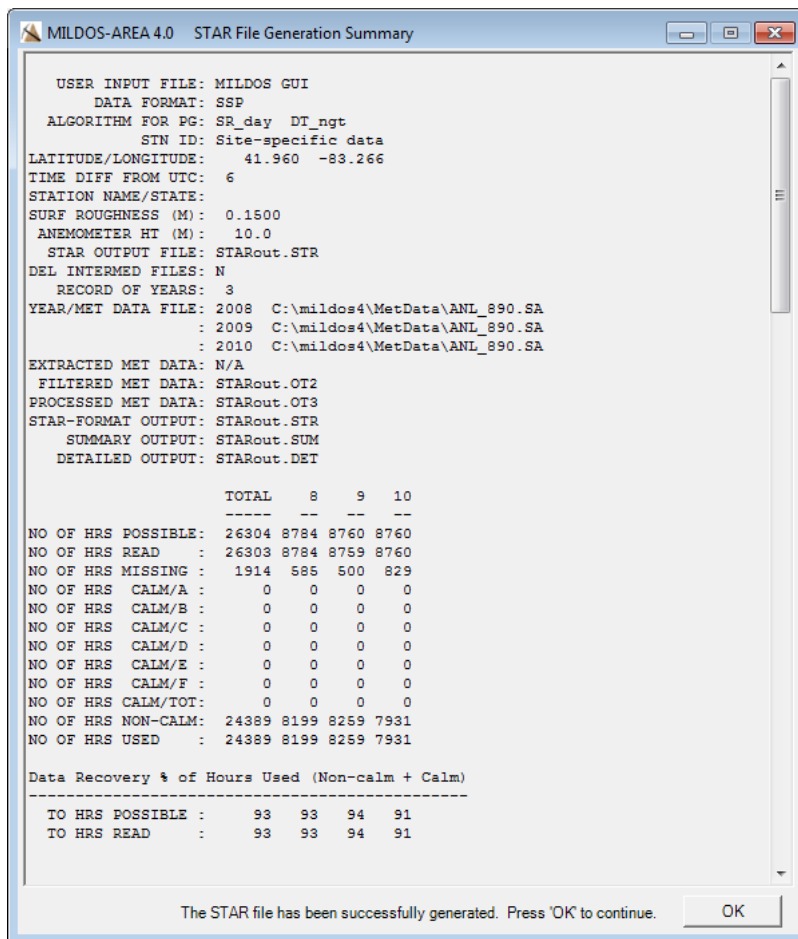 MILDOS-AREA 4.0    STAR File Generation Summary
USER INPUT FILE: MILDOS GUI
DATA FORMAT: SSP
ALGORITHM FOR PG: SR_day  DT_ngt
STN ID: Site-specific data
LATITUDE/LONGITUDE:    41.960  -83.266
TIME DIFF FROM UTC:  6
STATION NAME/STATE:
SURF ROUGHNESS (M):  0.1500
ANEMOMETER HT (M):   10.0
STAR OUTPUT FILE: STARout.STR
DEL INTERMED FILES: N
RECORD OF YEARS:  3
YEAR/MET DATA FILE: 2008  C:\mildos4\MetData\ANL_890.SA
: 2009  C:\mildos4\MetData\ANL_890.SA
: 2010  C:\mildos4\MetData\ANL_890.SA
EXTRACTED MET DATA: N/A
FILTERED MET DATA: STARout.OT2
PROCESSED MET DATA: STARout.OT3
STAR-FORMAT OUTPUT: STARout.STR
SUMMARY OUTPUT: STARout.SUM
DETAILED OUTPUT: STARout.DET
TOTAL    8    9   10
-----   --   --   --
NO OF HRS POSSIBLE:  26304 8784 8760 8760
NO OF HRS READ    :  26303 8784 8759 8760
NO OF HRS MISSING :   1914  585  500  829
NO OF HRS  CALM/A :      0    0    0    0
NO OF HRS  CALM/B :      0    0    0    0
NO OF HRS  CALM/C :      0    0    0    0
NO OF HRS  CALM/D :      0    0    0    0
NO OF HRS  CALM/E :      0    0    0    0
NO OF HRS  CALM/F :      0    0    0    0
NO OF HRS CALM/TOT:      0    0    0    0
NO OF HRS NON-CALM:  24389 8199 8259 7931
NO OF HRS USED    :  24389 8199 8259 7931
Data Recovery % of Hours Used (Non-calm + Calm)
------------------------------------------------
TO HRS POSSIBLE :     93   93   94   91
TO HRS READ     :     93   93   94   91
The STAR file has been successfully generated.  Press 'OK' to continue.    OK